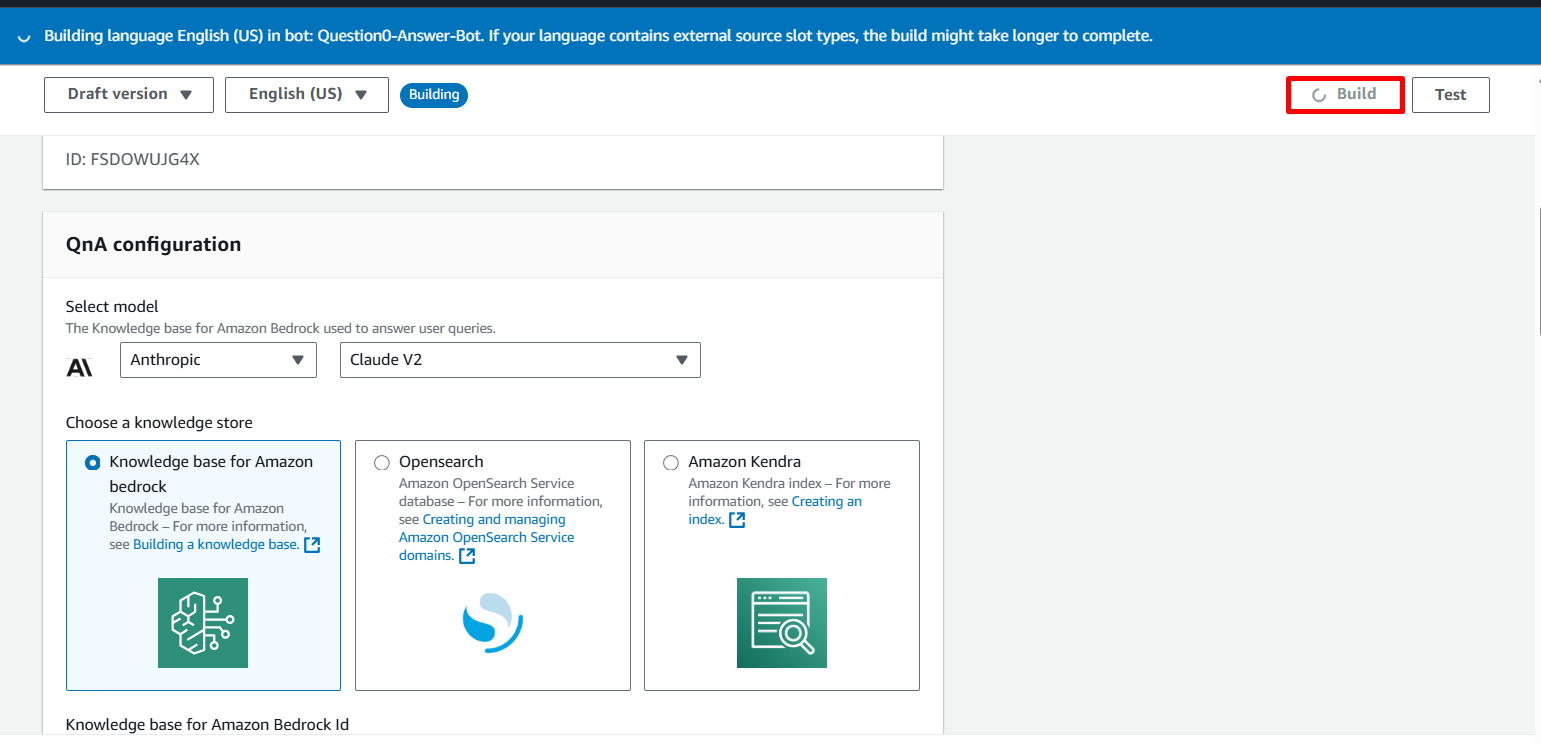 Building language English (US) in bot: Question0-Answer-Bot. If your language contains external source slot types, the build might take longer to complete.
Draft version
English (US)
Building
Build
Test
ID: FSDOWUJG4X
QnA configuration
Select model
The Knowledge base for Amazon Bedrock used to answer user queries.
Anthropic
Claude V2
Choose a knowledge store
Knowledge base for Amazon
bedrock
Knowledge base for Amazon
Bedrock – For more information,
see Building a knowledge base.
Opensearch
Amazon OpenSearch Service
database – For more information,
see Creating and managing
Amazon OpenSearch Service
domains.
Amazon Kendra
Amazon Kendra index – For more
information, see Creating an
index.
Knowledge base for Amazon Bedrock Id